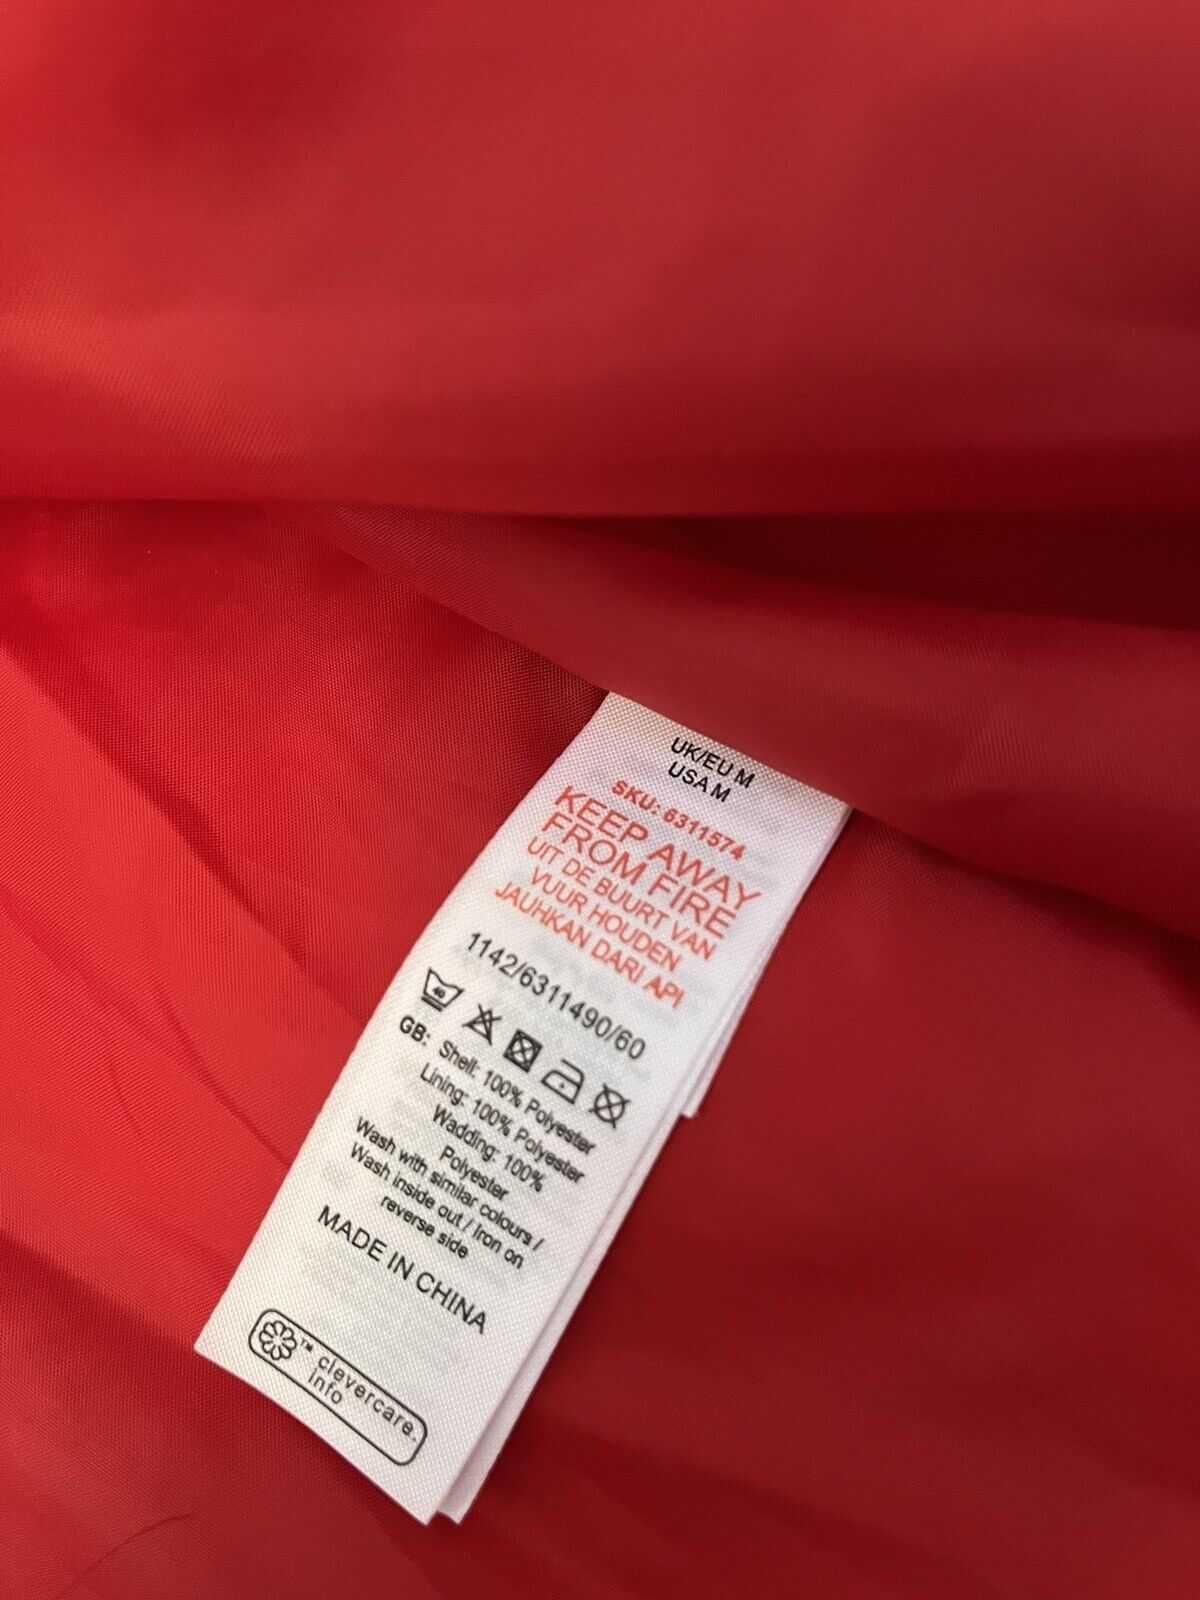 UK/EU M
USA M
SKU: 6311574
KEEP AWAY
FROM FIRE
UIT DE BUURT VAN
VUUR HOUDEN
JAUHKAN DARI API
1142/6311490/60
40
GB: Shell: 100% Polyester
Lining: 100% Polyester
Wadding: 100%
Polyester
Wash with similar colours /
Wash inside out / Iron on
reverse side
MADE IN CHINA
™ clevercare.
info